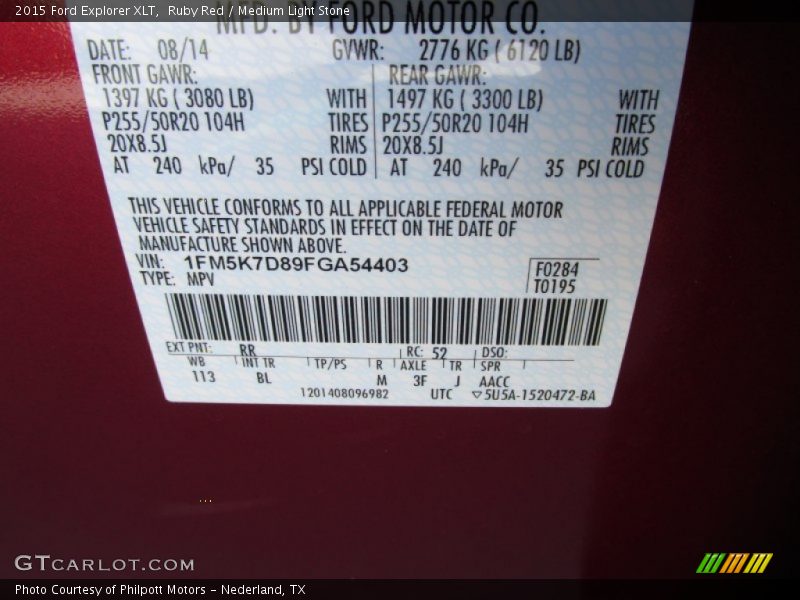 2015 Ford Explorer XLT, Ruby Red / Medium Light Stone
MFD. BY FORD MOTOR CO.
DATE: 08/14 GVWR: 2776 KG ( 6120 LB)
FRONT GAWR: REAR GAWR:
1397 KG ( 3080 LB) WITH 1497 KG ( 3300 LB) WITH
P255/50R20 104H TIRES P255/50R20 104H TIRES
20X8.5J RIMS 20X8.5J RIMS
AT 240 kPa/ 35 PSI COLD AT 240 kPa/ 35 PSI COLD
THIS VEHICLE CONFORMS TO ALL APPLICABLE FEDERAL MOTOR
VEHICLE SAFETY STANDARDS IN EFFECT ON THE DATE OF
MANUFACTURE SHOWN ABOVE.
VIN: 1FM5K7D89FGA54403 F0284
TYPE: MPV T0195
EXT PNT: RR RC: 52 DSO:
WB INT TR TP/PS R AXLE TR SPR
113 BL M 3F J AACC
1201408096982 UTC ▽5U5A-1520472-BA
GTCARLOT.COM
Photo Courtesy of Philpott Motors - Nederland, TX